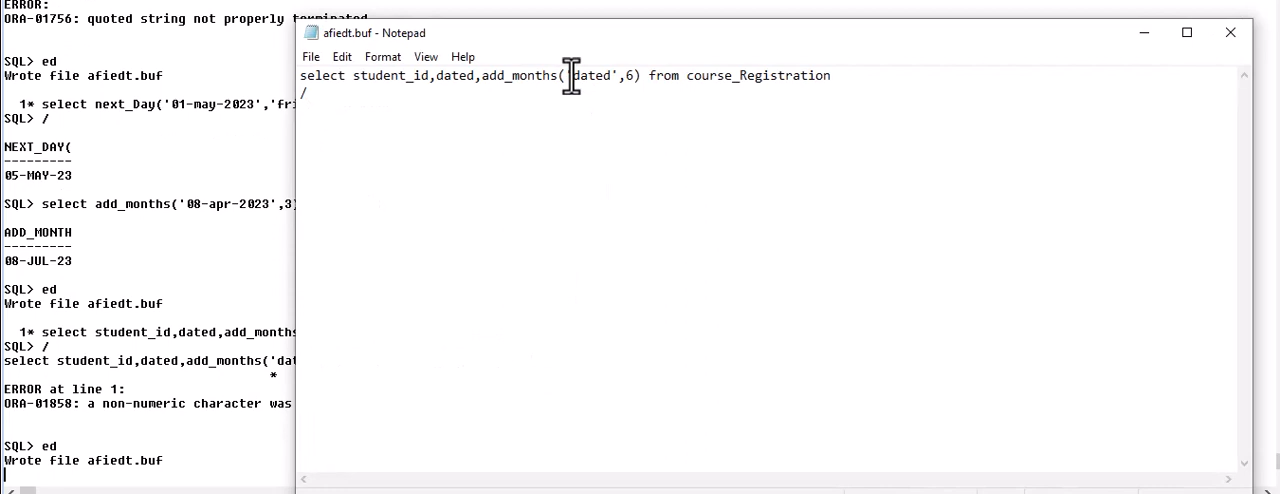 ERROR:
ORA-01756: quoted string not properly terminated
SQL> ed
Wrote file afiedt.buf
1* select next_Day('01-may-2023','fri
SQL> /
NEXT_DAY(
---------
05-MAY-23
SQL> select add_months('08-apr-2023',3)
ADD_MONTH
---------
08-JUL-23
SQL> ed
Wrote file afiedt.buf
1* select student_id,dated,add_months
SQL> /
select student_id,dated,add_months('dat
*
ERROR at line 1:
ORA-01858: a non-numeric character was
SQL> ed
Wrote file afiedt.buf
afiedt.buf - Notepad
File Edit Format View Help
select student_id,dated,add_months('dated',6) from course_Registration
/